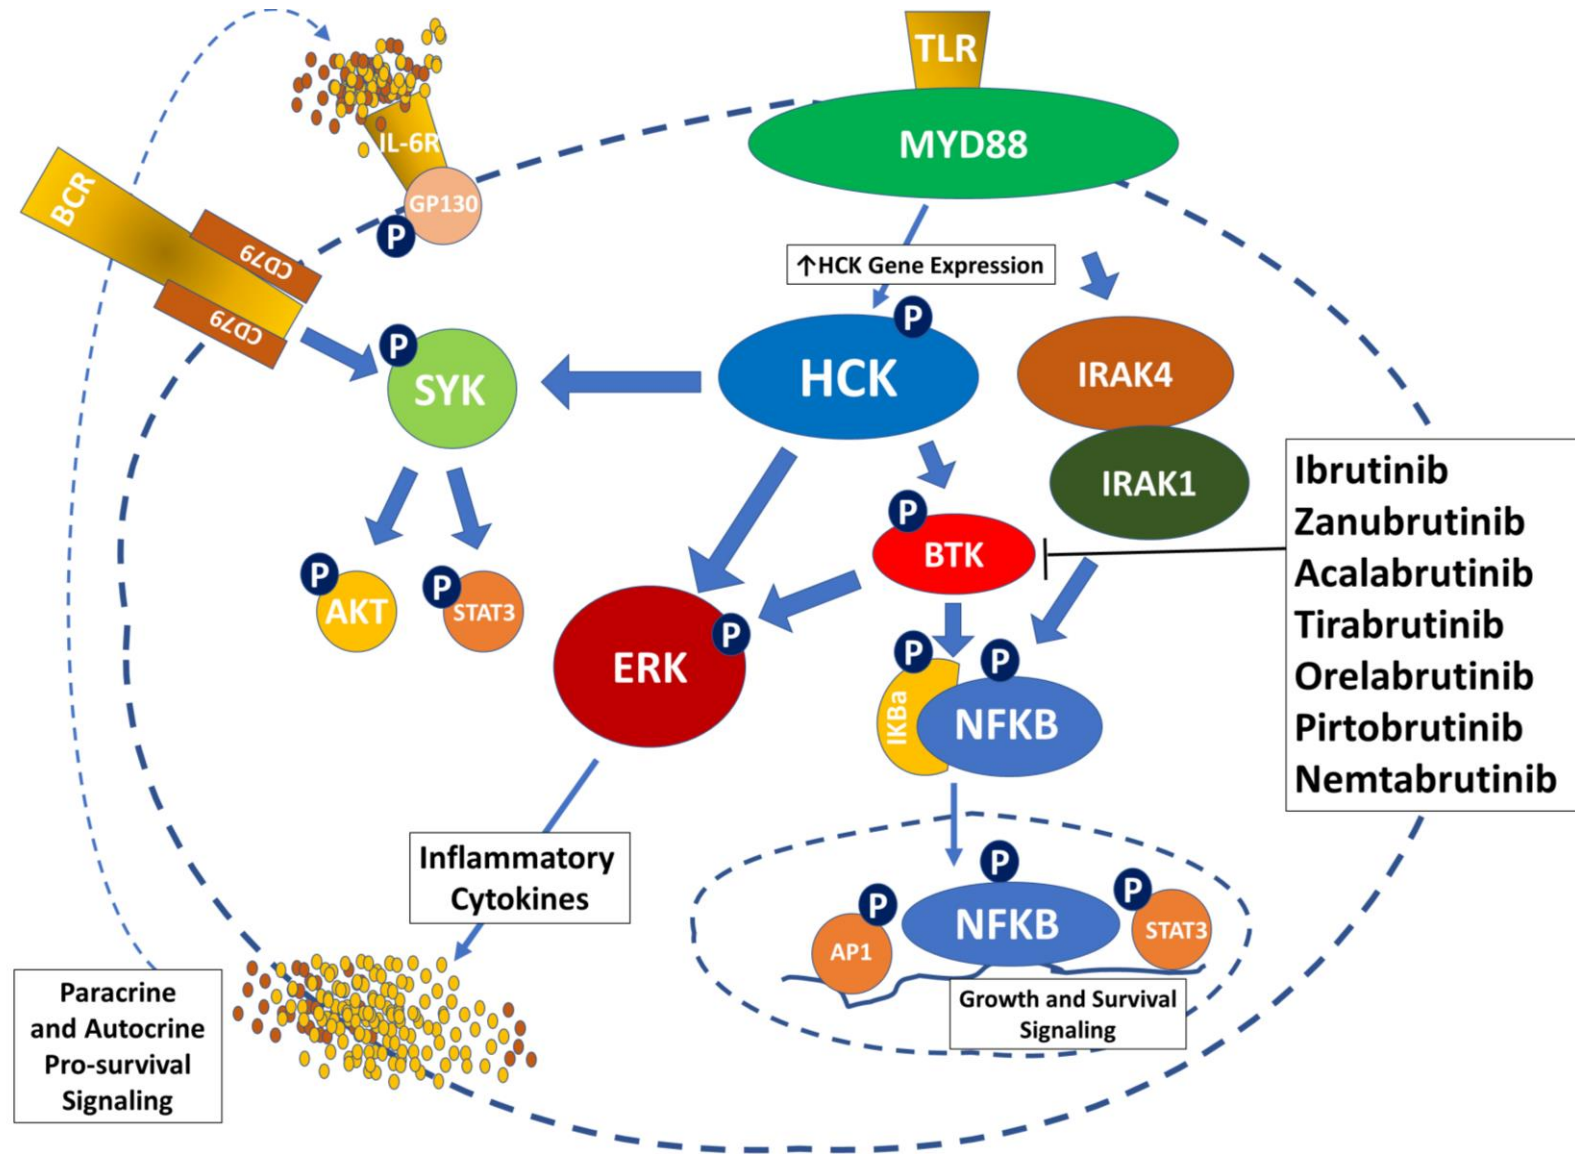 TLR
MYD88
IL-6R
GP130
P
BCR
CD79
CD79
↑HCK Gene Expression
P
HCK
P
SYK
IRAK4
IRAK1
P
BTK
Ibrutinib
Zanubrutinib
Acalabrutinib
Tirabrutinib
Orelabrutinib
Pirtobrutinib
Nemtabrutinib
P
AKT
P
STAT3
P
ERK
P
IKBa
P
NFKB
Inflammatory
Cytokines
P
NFKB
P
AP1
P
STAT3
Growth and Survival
Signaling
Paracrine
and Autocrine
Pro-survival
Signaling